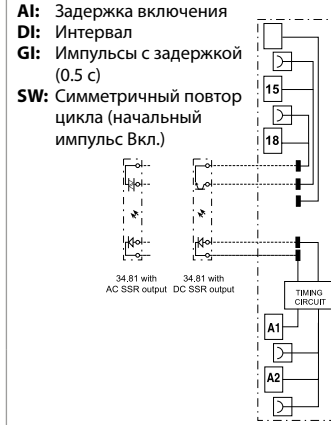 AI: Задержка включения
DI: Интервал
GI: Импульсы с задержкой
(0.5 с)
SW: Симметричный повтор
цикла (начальный
импульс Вкл.)
15
18
34.81 with
AC SSR output
34.81 with
DC SSR output
TIMING
CIRCUIT
A1
A2